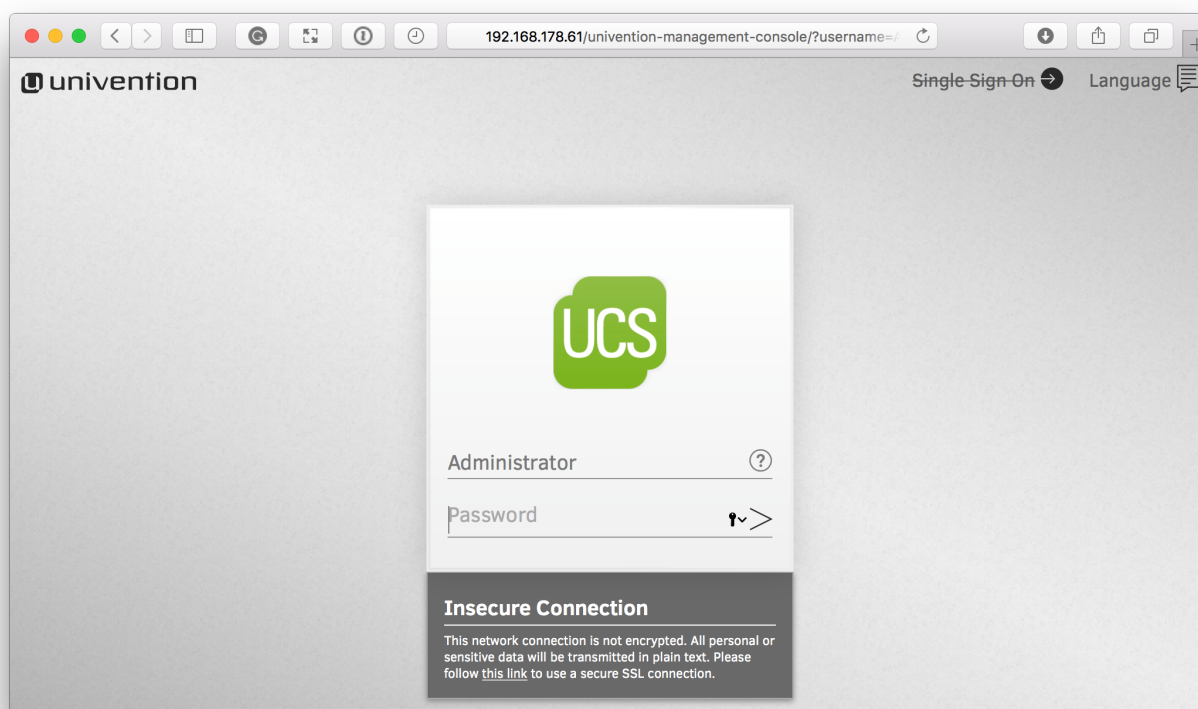 192.168.178.61/univention-management-console/?username=
univention
Single Sign On
Language
UCS
Administrator
?
Password
Insecure Connection
This network connection is not encrypted. All personal or
sensitive data will be transmitted in plain text. Please
follow this link to use a secure SSL connection.